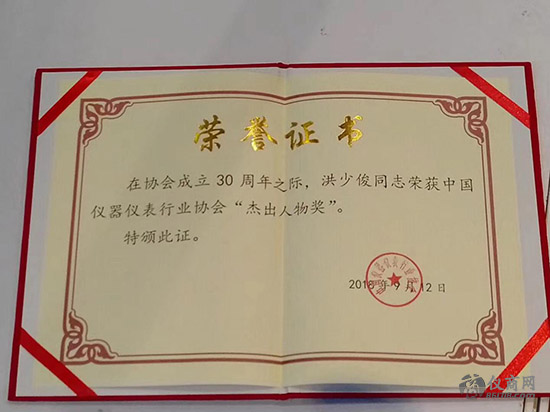 荣誉证书
在协会成立30周年之际，洪少俊同志荣获中国
仪器仪表行业协会“杰出人物奖”。
特颁此证。
2018年9月12日
仪商网